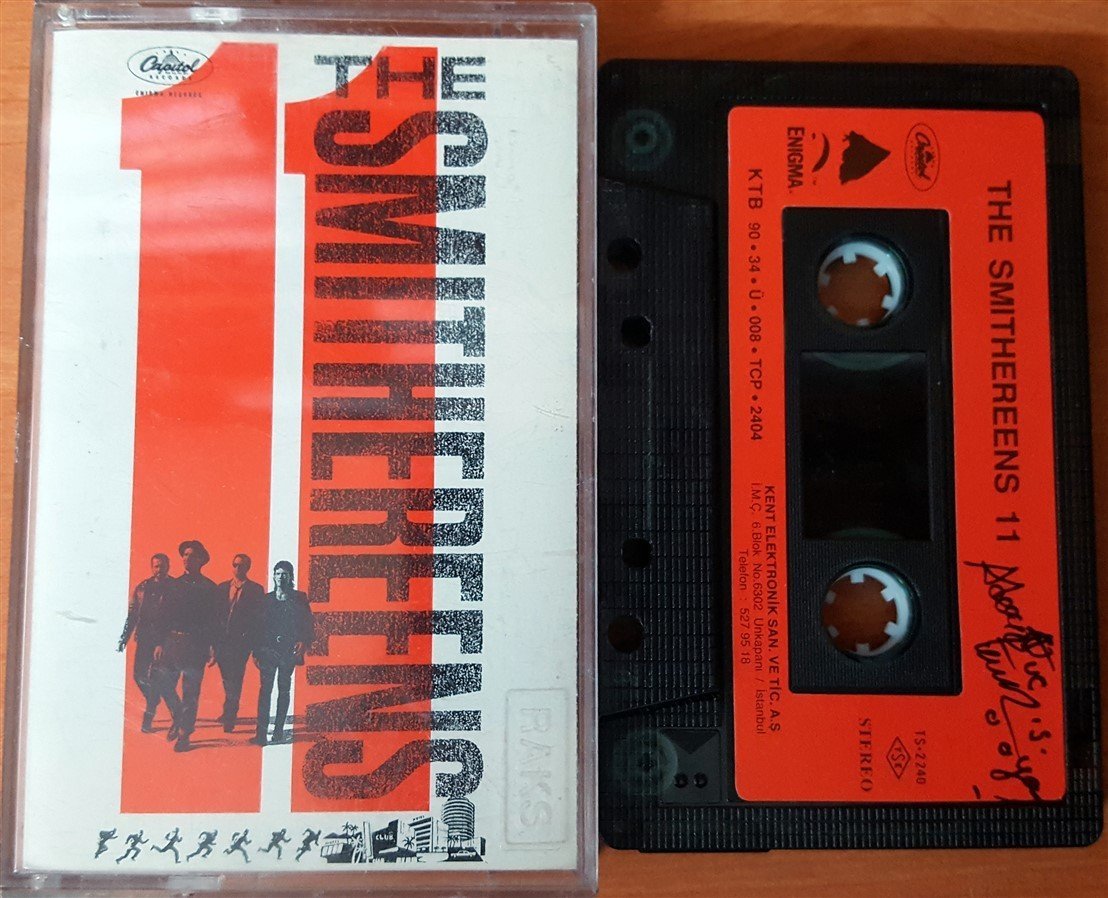 Capitol
RECORDS
ENIGMA RECORDS
11
THE
SMITHEREENS
CLUB
RAKS
THE SMITHEREENS 11
Capitol
ENIGMA.™
KTB 90•34•Ü•008•TCP•2404
KENT ELEKTRONİK SAN. VE TİC. A.Ş
İ.M.Ç. 6.Blok No.6302 Unkapanı / İstanbul
Telefon : 527 95 18
TS-2240
TSE
STEREO